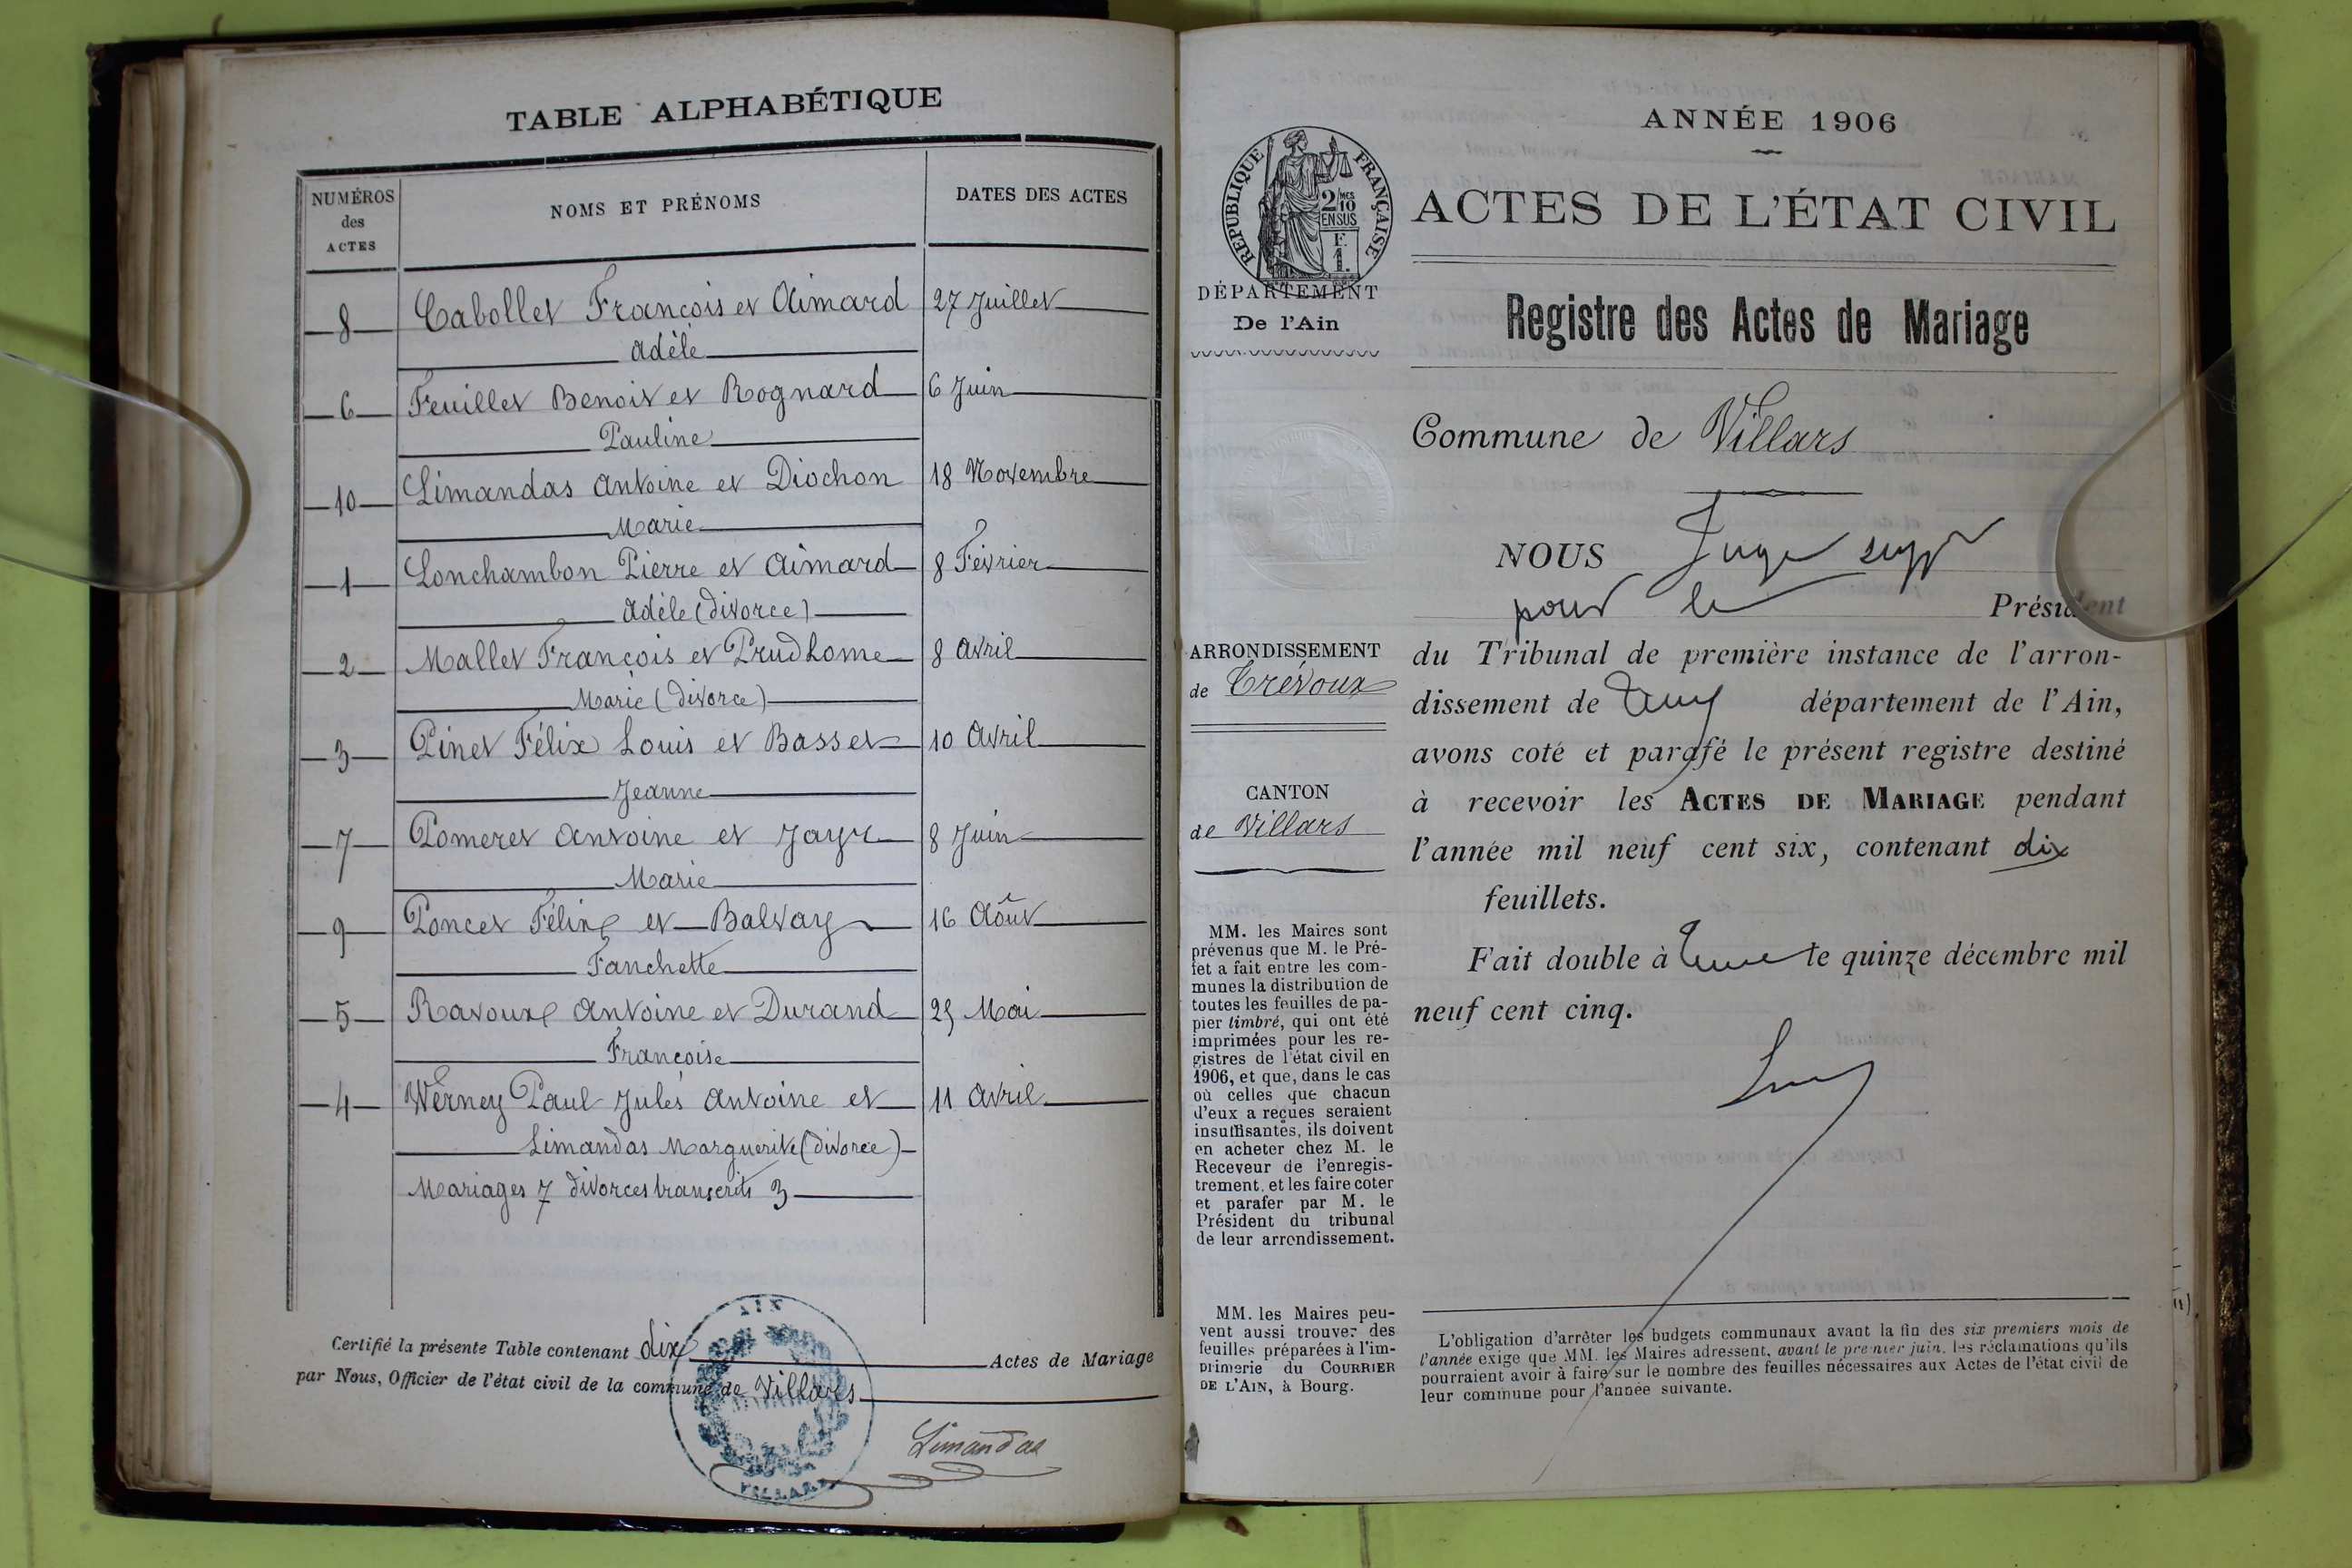 TABLE ALPHABÉTIQUE
NUMÉROS
des
ACTES
NOMS ET PRÉNOMS
DATES DES ACTES
8 Cabollet François et Aimard 27 Juillet
Adèle
6 Feuillet Benoit et Rognard 6 Juin
Pauline
10 Limandas Antoine et Diochon 18 Novembre
Marie
1 Lonchambon Pierre et Aimard 8 Février
Adèle (divorce)
2 Mallet François et Prudhome 8 Avril
Marie (divorce)
3 Pinet Félix Louis et Basset 10 Avril
Jeanne
7 Pomeret Antoine et Jayr 8 Juin
Marie
9 Poncet Félix et Balvay 16 Août
Fanchette
5 Ravoux Antoine et Durand 25 Mai
Françoise
4 Werney Paul Jules Antoine et 11 Avril
Limandas Marguerite (divorce)
Mariages 7 divorces transcrits 3
Certifié la présente Table contenant dix Actes de Mariage
par Nous, Officier de l'état civil de la commune de Villars
AIN
VILLARS
Limandas
ANNÉE 1906
RÉPUBLIQUE FRANÇAISE
2/10 MES
EN SUS
F.
1.
ACTES DE L'ÉTAT CIVIL
DÉPARTEMENT
De l'Ain
Registre des Actes de Mariage
Commune de Villars
NOUS Juge supp
pour le Président
ARRONDISSEMENT
de Trévoux
du Tribunal de première instance de l'arron-
dissement de département de l'Ain,
avons coté et parafé le présent registre destiné
à recevoir les ACTES DE MARIAGE pendant
l'année mil neuf cent six, contenant dix
feuillets.
CANTON
de Villars
Fait double à le quinze décembre mil
neuf cent cinq.
MM. les Maires sont
prévenus que M. le Pré-
fet a fait entre les com-
munes la distribution de
toutes les feuilles de pa-
pier timbré, qui ont été
imprimées pour les re-
gistres de l'état civil en
1906, et que, dans le cas
où celles que chacun
d'eux a reçues seraient
insuffisantes, ils doivent
en acheter chez M. le
Receveur de l'enregis-
trement, et les faire coter
et parafer par M. le
Président du tribunal
de leur arrondissement.
MM. les Maires peu-
vent aussi trouver des
feuilles préparées à l'im-
primerie du COURRIER
DE L'AIN, à Bourg.
L'obligation d'arrêter les budgets communaux avant la fin des six premiers mois de
l'année exige que MM. les Maires adressent, avant le premier juin, les réclamations qu'ils
pourraient avoir à faire sur le nombre des feuilles nécessaires aux Actes de l'état civil de
leur commune pour l'année suivante.